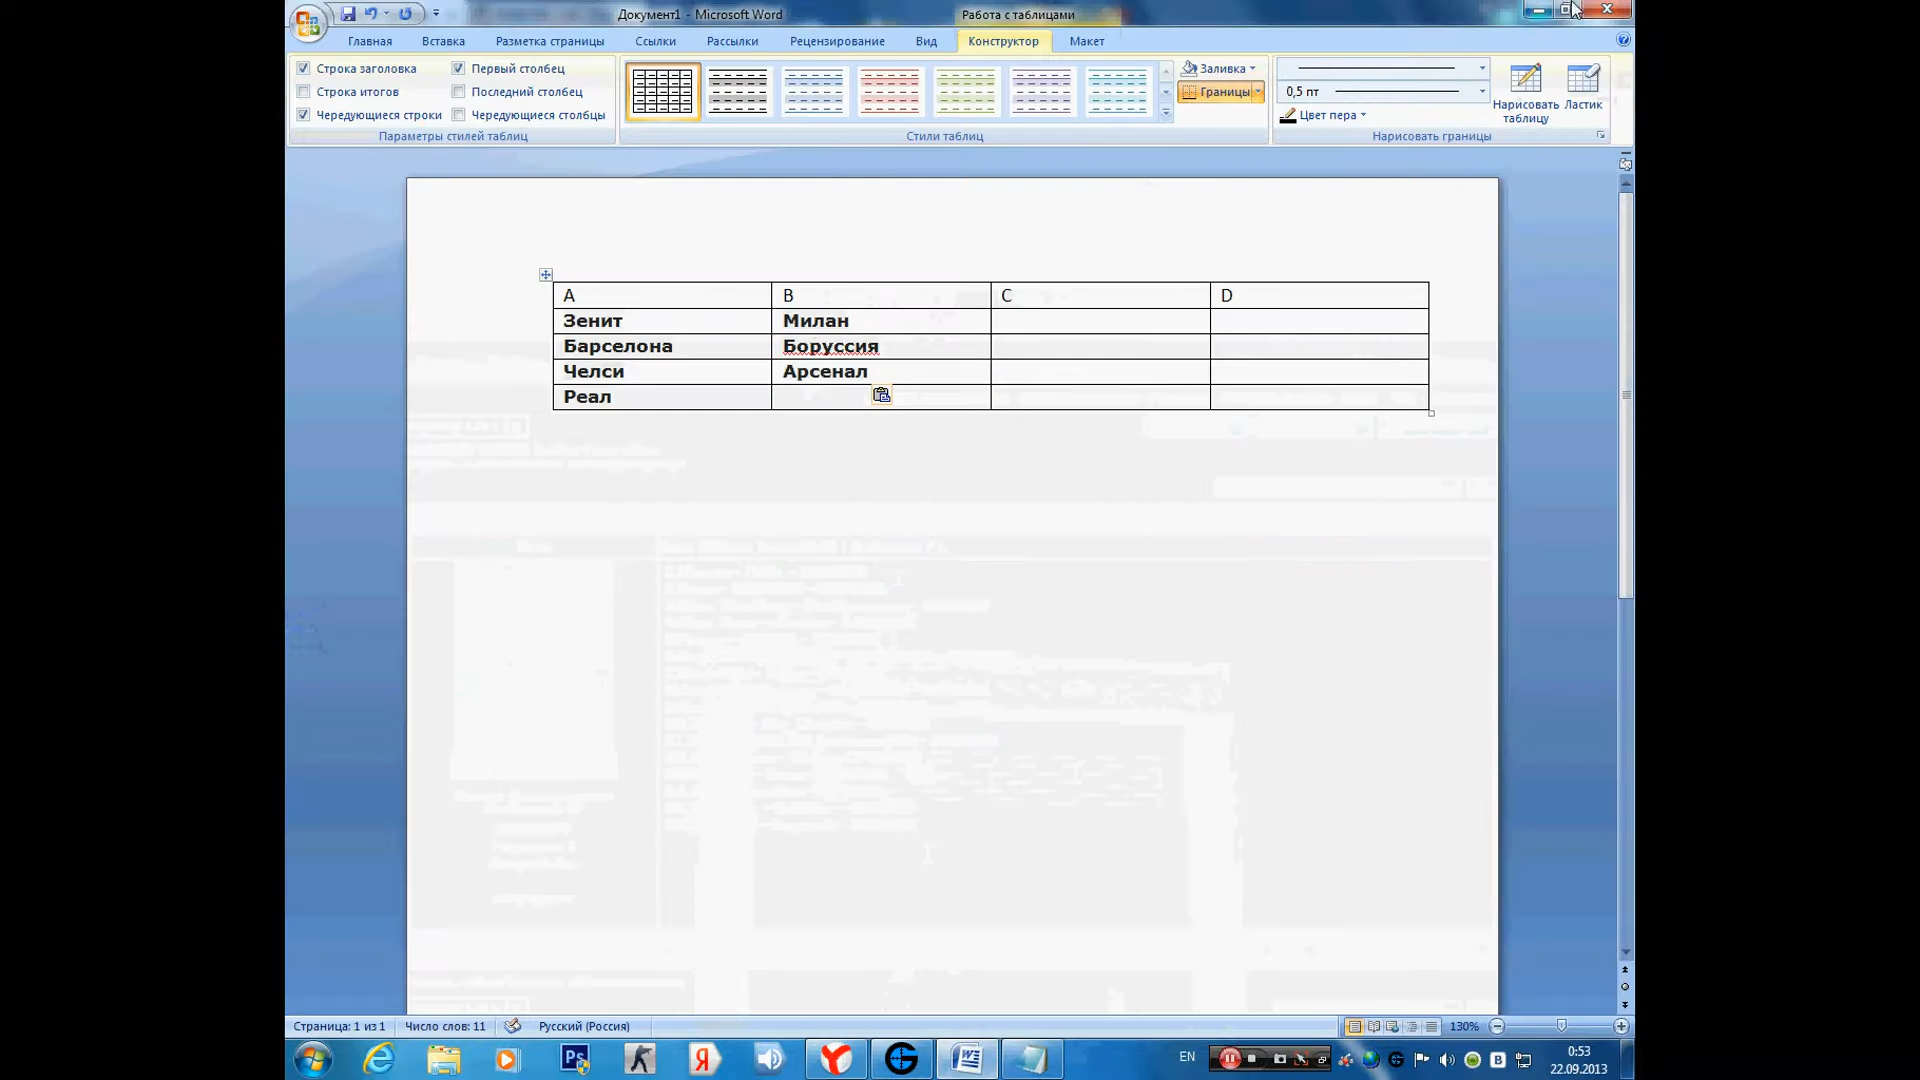 Документ1 - Microsoft Word
Работа с таблицами
Главная Вставка Разметка страницы Ссылки Рассылки Рецензирование Вид Конструктор Макет
Строка заголовка Первый столбец
Строка итогов Последний столбец
Чередующиеся строки Чередующиеся столбцы
Параметры стилей таблиц
Стили таблиц
Заливка
Границы
0,5 пт
Цвет пера
Нарисовать таблицу
Ластик
Нарисовать границы
A B C D
Зенит Милан
Барселона Боруссия
Челси Арсенал
Реал
Страница: 1 из 1 Число слов: 11 Русский (Россия) 130%
Ps Я EN B 0:53
22.09.2013